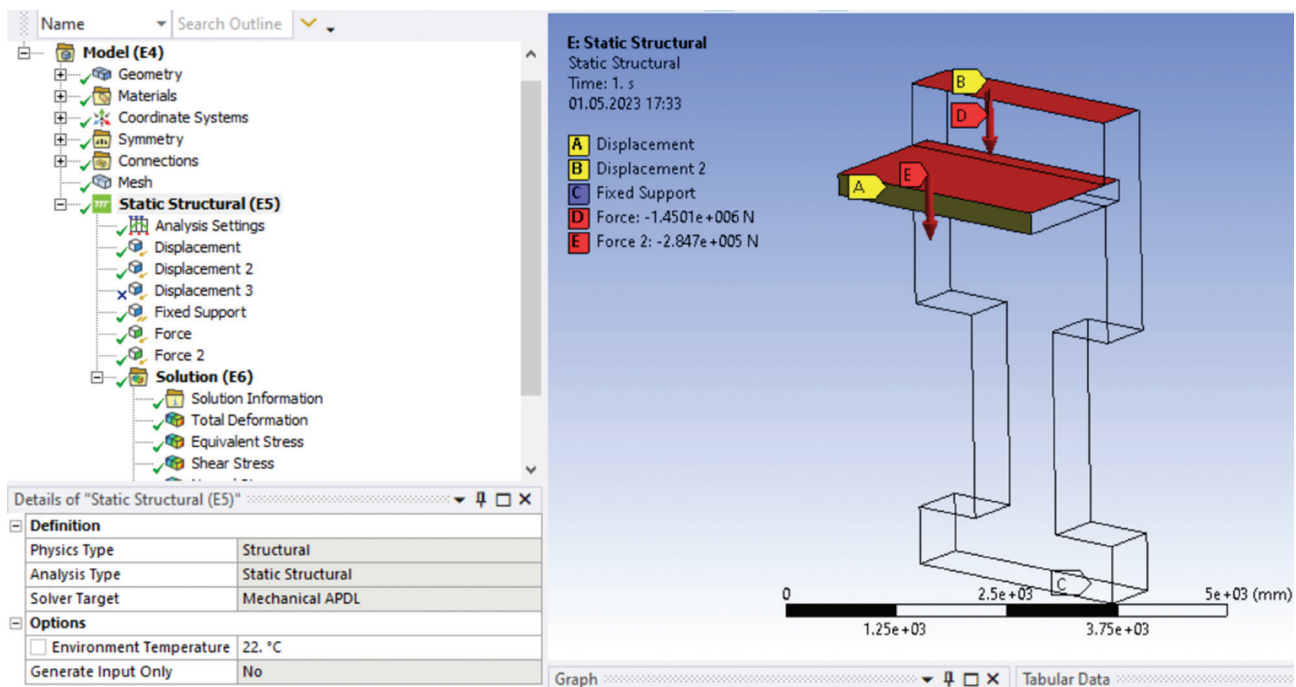 Name
Search Outline
Model (E4)
Geometry
Materials
Coordinate Systems
Symmetry
Connections
Mesh
Static Structural (E5)
Analysis Settings
Displacement
Displacement 2
Displacement 3
Fixed Support
Force
Force 2
Solution (E6)
Solution Information
Total Deformation
Equivalent Stress
Shear Stress
Details of "Static Structural (E5)"
Definition
Physics Type Structural
Analysis Type Static Structural
Solver Target Mechanical APDL
Options
Environment Temperature 22. °C
Generate Input Only No
E: Static Structural
Static Structural
Time: 1. s
01.05.2023 17:33
A Displacement
B Displacement 2
C Fixed Support
D Force: -1.4501e+006 N
E Force 2: -2.847e+005 N
B
D
E
A
C
0 2.5e+03 5e+03 (mm)
1.25e+03 3.75e+03
Graph
Tabular Data